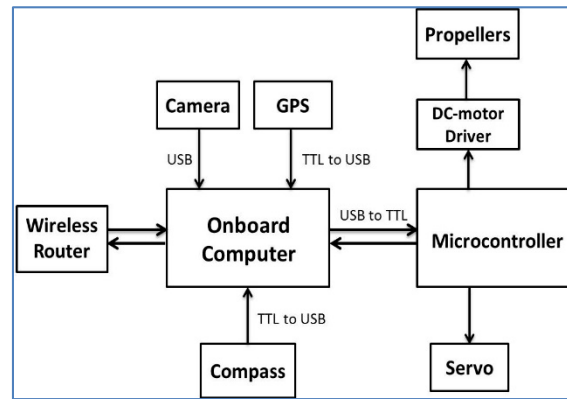 Propellers
Camera
GPS
DC-motor
Driver
USB
TTL to USB
Wireless
Router
Onboard
Computer
USB to TTL
Microcontroller
TTL to USB
Compass
Servo